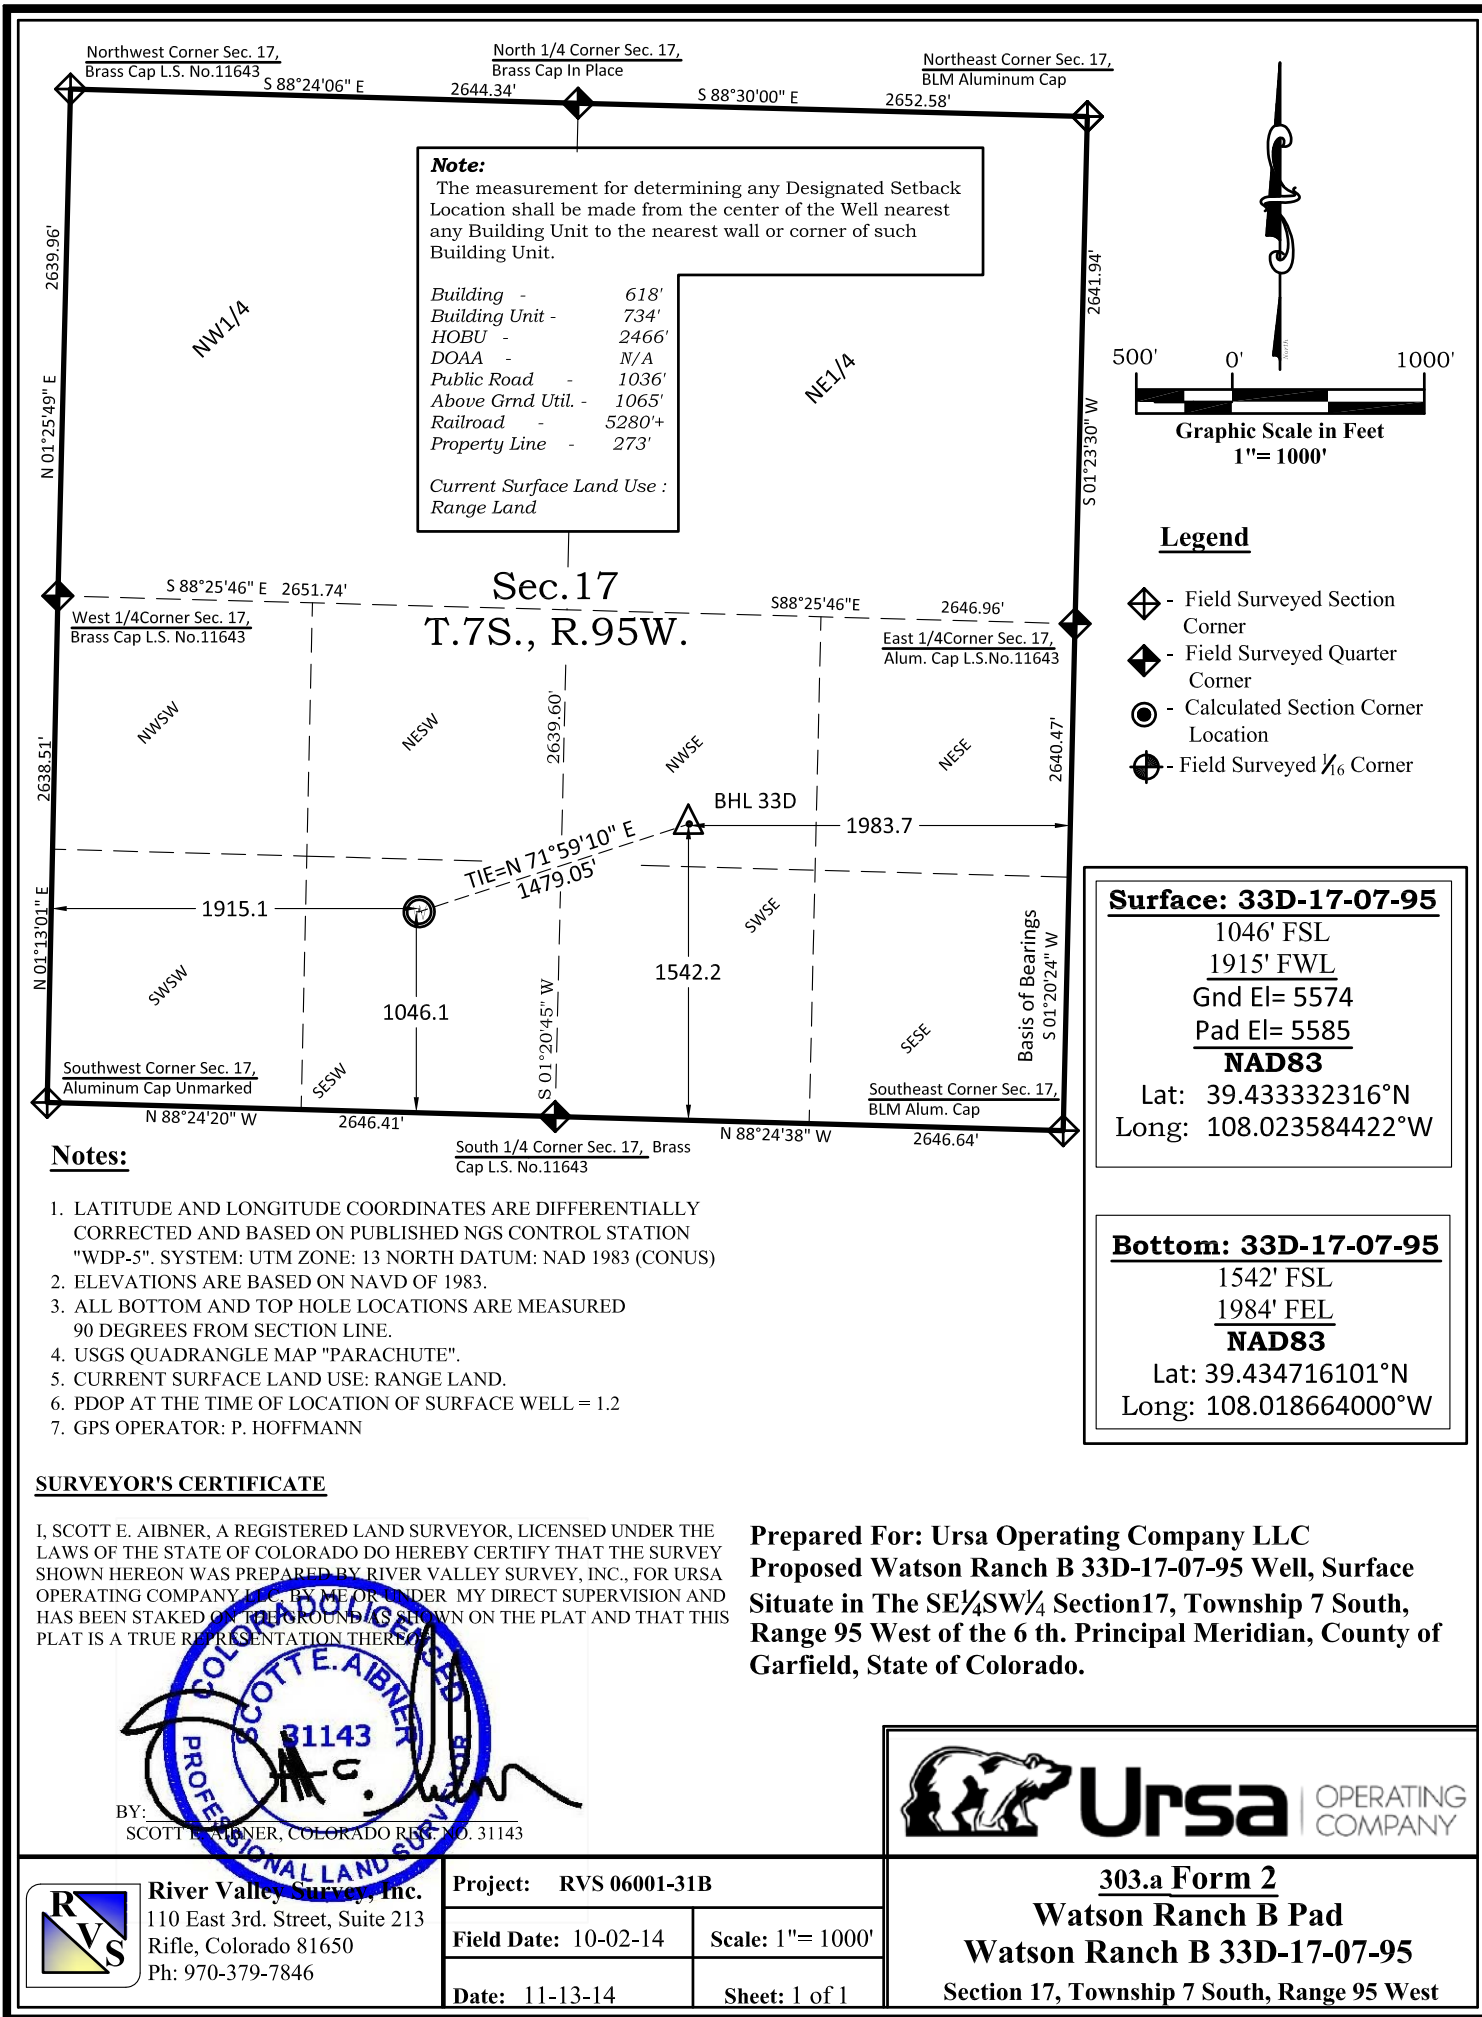 Northwest Corner Sec. 17,
Brass Cap L.S. No.11643
North 1/4 Corner Sec. 17,
Brass Cap In Place
Northeast Corner Sec. 17,
BLM Aluminum Cap
S 88°24'06" E
2644.34'
S 88°30'00" E
2652.58'
Note:
The measurement for determining any Designated Setback
Location shall be made from the center of the Well nearest
any Building Unit to the nearest wall or corner of such
Building Unit.
Building - 618'
Building Unit - 734'
HOBU - 2466'
DOAA - N/A
Public Road - 1036'
Above Grnd Util. - 1065'
Railroad - 5280'+
Property Line - 273'
Current Surface Land Use :
Range Land
2639.96'
N 01°25'49" E
NW1/4
NE1/4
2641.94'
S 01°23'30" W
North
500' 0' 1000'
Graphic Scale in Feet
1"= 1000'
Legend
- Field Surveyed Section
Corner
- Field Surveyed Quarter
Corner
- Calculated Section Corner
Location
- Field Surveyed 1/16 Corner
S 88°25'46" E 2651.74'
Sec.17
T.7S., R.95W.
S88°25'46"E
2646.96'
West 1/4Corner Sec. 17,
Brass Cap L.S. No.11643
East 1/4Corner Sec. 17,
Alum. Cap L.S.No.11643
NWSW
NESW
2639.60'
NWSE
NESE
2638.51'
2640.47'
BHL 33D
1983.7
TIE=N 71°59'10" E
1479.05'
1915.1
N 01°13'01" E
SWSW
1046.1
SESW
S 01°20'45" W
1542.2
SWSE
SESE
Basis of Bearings
S 01°20'24" W
Southwest Corner Sec. 17,
Aluminum Cap Unmarked
Southeast Corner Sec. 17,
BLM Alum. Cap
N 88°24'20" W
2646.41'
South 1/4 Corner Sec. 17, Brass
Cap L.S. No.11643
N 88°24'38" W
2646.64'
Surface: 33D-17-07-95
1046' FSL
1915' FWL
Gnd El= 5574
Pad El= 5585
NAD83
Lat: 39.433332316°N
Long: 108.023584422°W
Bottom: 33D-17-07-95
1542' FSL
1984' FEL
NAD83
Lat: 39.434716101°N
Long: 108.018664000°W
Notes:
1. LATITUDE AND LONGITUDE COORDINATES ARE DIFFERENTIALLY
CORRECTED AND BASED ON PUBLISHED NGS CONTROL STATION
"WDP-5". SYSTEM: UTM ZONE: 13 NORTH DATUM: NAD 1983 (CONUS)
2. ELEVATIONS ARE BASED ON NAVD OF 1983.
3. ALL BOTTOM AND TOP HOLE LOCATIONS ARE MEASURED
90 DEGREES FROM SECTION LINE.
4. USGS QUADRANGLE MAP "PARACHUTE".
5. CURRENT SURFACE LAND USE: RANGE LAND.
6. PDOP AT THE TIME OF LOCATION OF SURFACE WELL = 1.2
7. GPS OPERATOR: P. HOFFMANN
SURVEYOR'S CERTIFICATE
I, SCOTT E. AIBNER, A REGISTERED LAND SURVEYOR, LICENSED UNDER THE
LAWS OF THE STATE OF COLORADO DO HEREBY CERTIFY THAT THE SURVEY
SHOWN HEREON WAS PREPARED BY RIVER VALLEY SURVEY, INC., FOR URSA
OPERATING COMPANY LLC, BY ME OR UNDER MY DIRECT SUPERVISION AND
HAS BEEN STAKED ON THE GROUND AS SHOWN ON THE PLAT AND THAT THIS
PLAT IS A TRUE REPRESENTATION THEREOF.
COLORADO LICENSED
SCOTT E. AIBNER
31143
PROFESSIONAL LAND SURVEYOR
BY:
SCOTT E. AIBNER, COLORADO REG. NO. 31143
Prepared For: Ursa Operating Company LLC
Proposed Watson Ranch B 33D-17-07-95 Well, Surface
Situate in The SE1/4SW1/4 Section17, Township 7 South,
Range 95 West of the 6 th. Principal Meridian, County of
Garfield, State of Colorado.
Ursa OPERATING
COMPANY
RVS
River Valley Survey, Inc.
110 East 3rd. Street, Suite 213
Rifle, Colorado 81650
Ph: 970-379-7846
Project: RVS 06001-31B
Field Date: 10-02-14
Scale: 1"= 1000'
Date: 11-13-14
Sheet: 1 of 1
303.a Form 2
Watson Ranch B Pad
Watson Ranch B 33D-17-07-95
Section 17, Township 7 South, Range 95 West